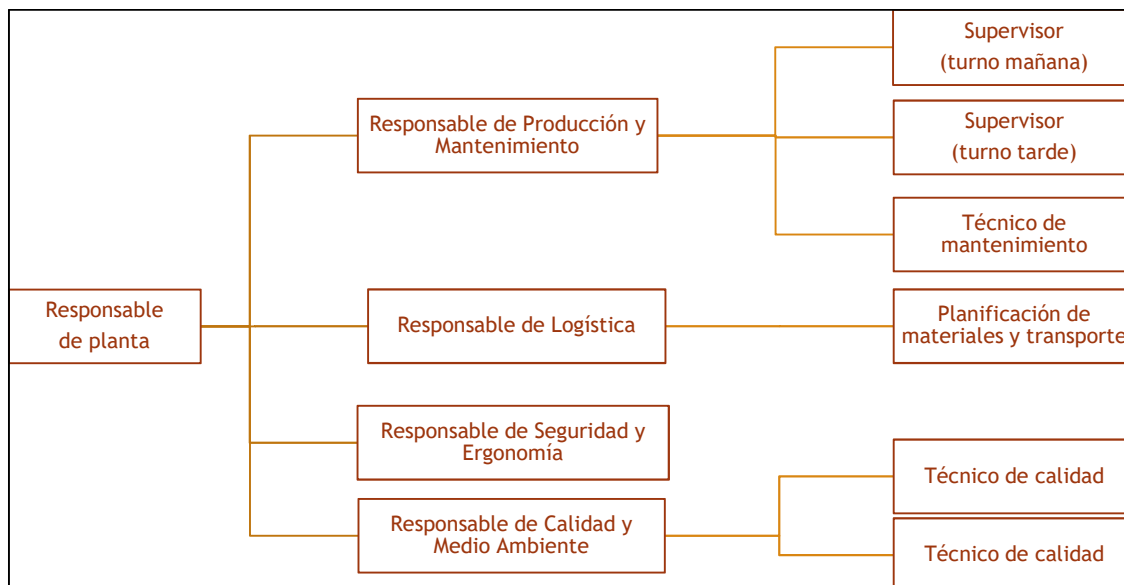 Supervisor
(turno mañana)
Responsable de Producción y
Mantenimiento
Supervisor
(turno tarde)
Técnico de
mantenimiento
Responsable
de planta
Responsable de Logística
Planificación de
materiales y transporte
Responsable de Seguridad y
Ergonomía
Técnico de calidad
Responsable de Calidad y
Medio Ambiente
Técnico de calidad